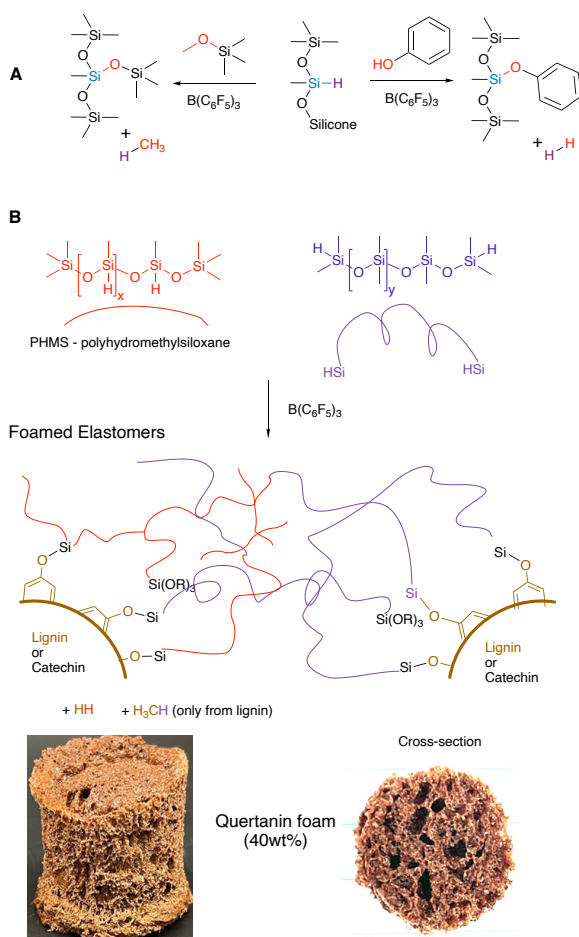 A
Si
O
Si
O
Si
O
Si
+
H
CH₃
O
Si
B(C₆F₅)₃
Si
O
Si
H
O
Silicone
HO
B(C₆F₅)₃
Si
O
Si
O
O
Si
+
H
H
B
Si
O
Si
H
x
O
Si
H
O
Si
PHMS - polyhydromethylsiloxane
H
Si
O
Si
y
O
Si
O
Si
H
HSi
HSi
B(C₆F₅)₃
Foamed Elastomers
Si
O
Si(OR)₃
O
Si
O
Si
Lignin
or
Catechin
Si
O
Si
O
Si(OR)₃
Si
O
Lignin
or
Catechin
+ HH + H₃CH (only from lignin)
Cross-section
Quertanin foam
(40wt%)